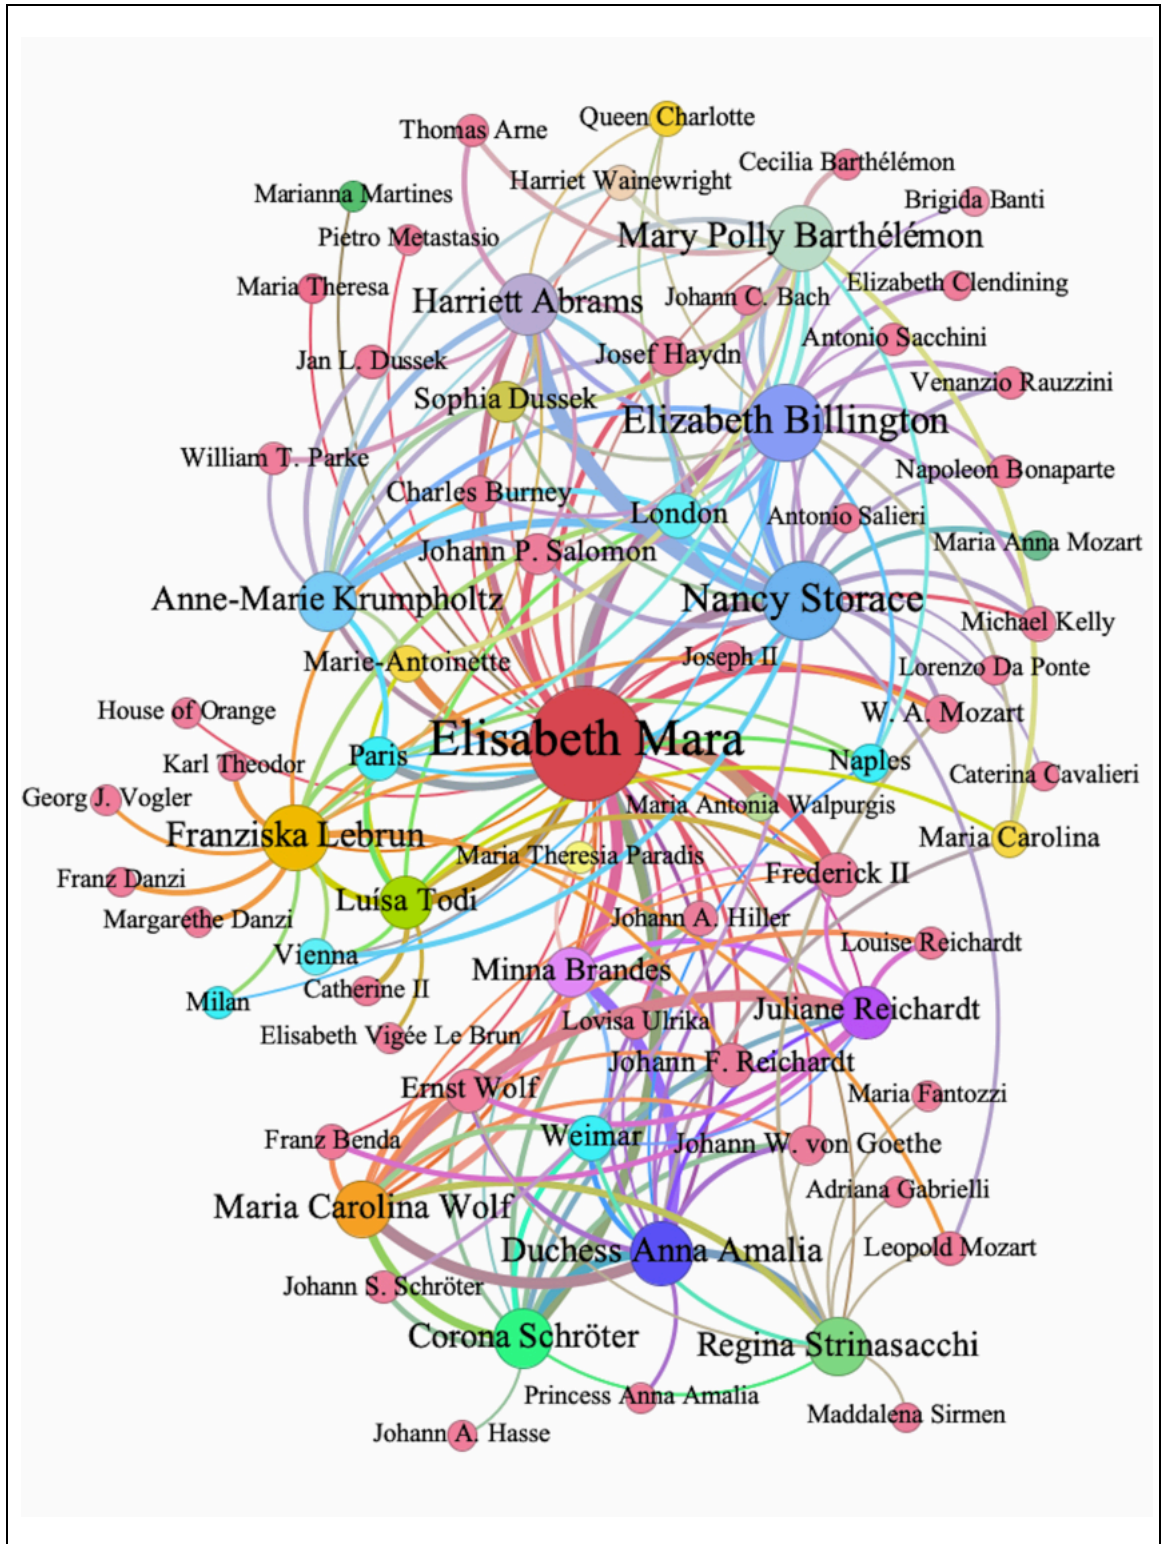 Queen Charlotte
Thomas Arne
Cecilia Barthélémon
Harriet Wainewright
Marianna Martines
Brigida Banti
Pietro Metastasio
Mary Polly Barthélémon
Maria Theresa
Elizabeth Clendining
Harriett Abrams
Johann C. Bach
Antonio Sacchini
Jan L. Dussek
Josef Haydn
Venanzio Rauzzini
Sophia Dussek
Elizabeth Billington
William T. Parke
Napoleon Bonaparte
Charles Burney
London
Antonio Salieri
Maria Anna Mozart
Johann P. Salomon
Anne-Marie Krumpholtz
Nancy Storace
Michael Kelly
Marie-Antoinette
Joseph II
Lorenzo Da Ponte
House of Orange
W. A. Mozart
Elisabeth Mara
Karl Theodor
Paris
Naples
Caterina Cavalieri
Georg J. Vogler
Maria Antonia Walpurgis
Franziska Lebrun
Maria Carolina
Maria Theresia Paradis
Franz Danzi
Frederick II
Luísa Todi
Margarethe Danzi
Johann A. Hiller
Louise Reichardt
Vienna
Minna Brandes
Catherine II
Milan
Juliane Reichardt
Lovisa Ulrika
Elisabeth Vigée Le Brun
Johann F. Reichardt
Ernst Wolf
Maria Fantozzi
Franz Benda
Weimar
Johann W. von Goethe
Adriana Gabrielli
Maria Carolina Wolf
Duchess Anna Amalia
Leopold Mozart
Johann S. Schröter
Corona Schröter
Regina Strinasacchi
Princess Anna Amalia
Maddalena Sirmen
Johann A. Hasse